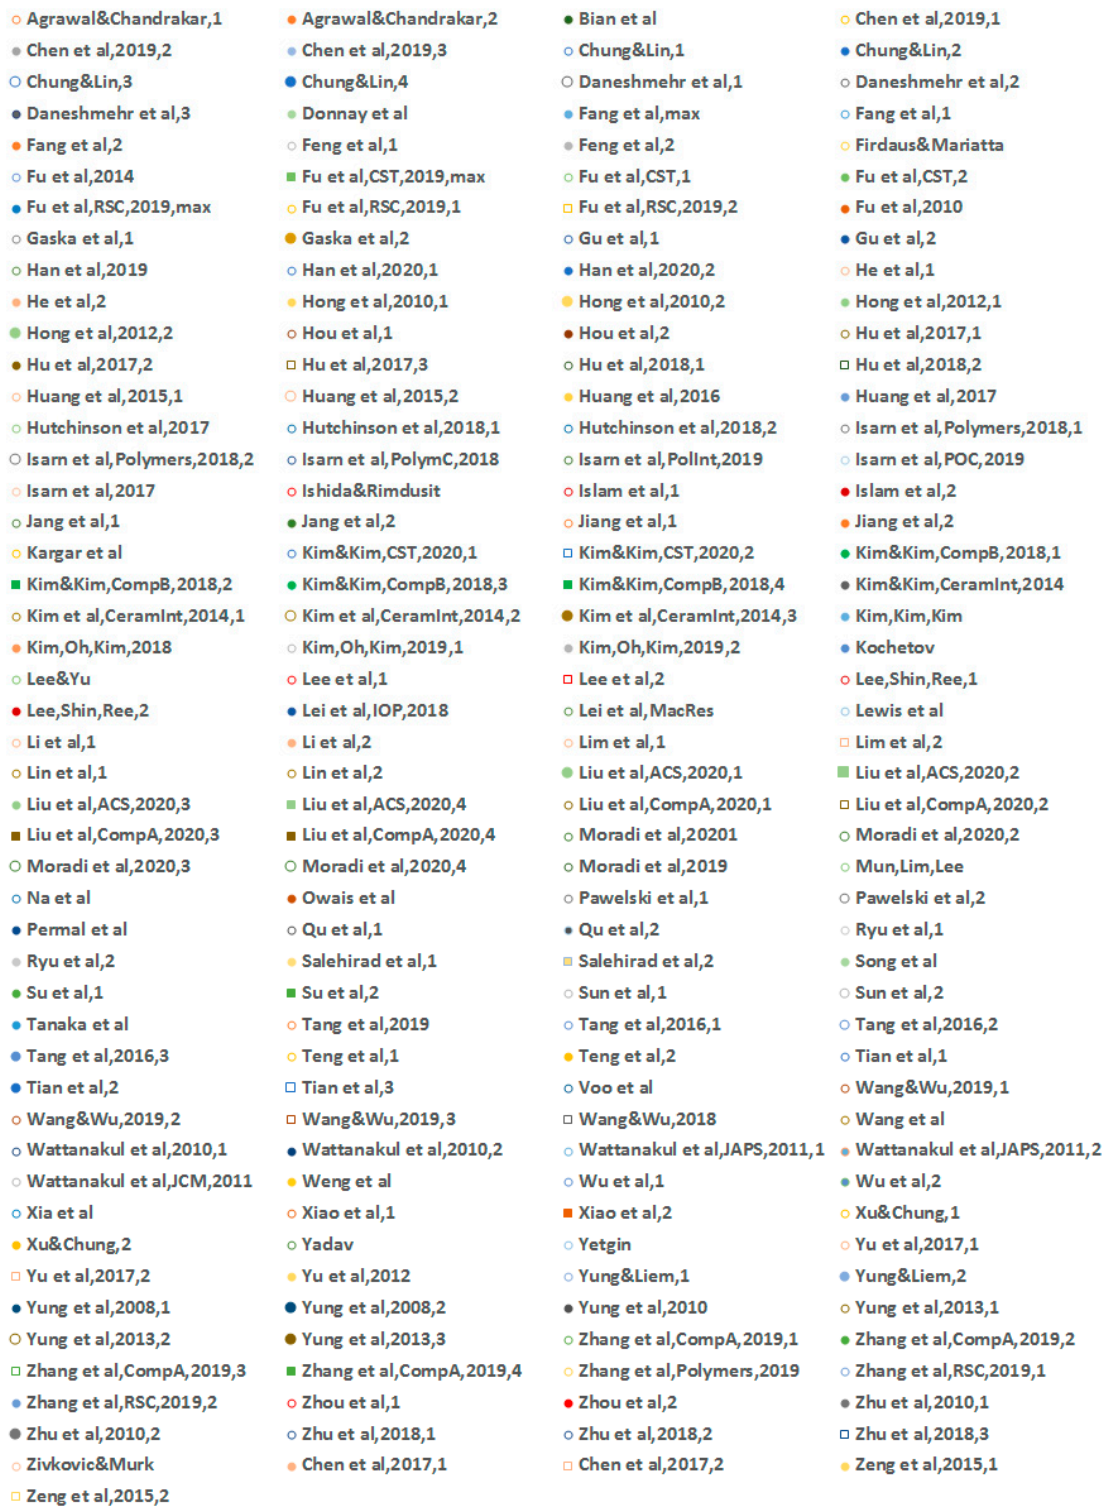 Agrawal&Chandrakar,1 Agrawal&Chandrakar,2 Bian et al Chen et al,2019,1
Chen et al,2019,2 Chen et al,2019,3 Chung&Lin,1 Chung&Lin,2
Chung&Lin,3 Chung&Lin,4 Daneshmehr et al,1 Daneshmehr et al,2
Daneshmehr et al,3 Donnay et al Fang et al,max Fang et al,1
Fang et al,2 Feng et al,1 Feng et al,2 Firdaus&Mariatta
Fu et al,2014 Fu et al,CST,2019,max Fu et al,CST,1 Fu et al,CST,2
Fu et al,RSC,2019,max Fu et al,RSC,2019,1 Fu et al,RSC,2019,2 Fu et al,2010
Gaska et al,1 Gaska et al,2 Gu et al,1 Gu et al,2
Han et al,2019 Han et al,2020,1 Han et al,2020,2 He et al,1
He et al,2 Hong et al,2010,1 Hong et al,2010,2 Hong et al,2012,1
Hong et al,2012,2 Hou et al,1 Hou et al,2 Hu et al,2017,1
Hu et al,2017,2 Hu et al,2017,3 Hu et al,2018,1 Hu et al,2018,2
Huang et al,2015,1 Huang et al,2015,2 Huang et al,2016 Huang et al,2017
Hutchinson et al,2017 Hutchinson et al,2018,1 Hutchinson et al,2018,2 Isarn et al,Polymers,2018,1
Isarn et al,Polymers,2018,2 Isarn et al,PolymC,2018 Isarn et al,PolInt,2019 Isarn et al,POC,2019
Isarn et al,2017 Ishida&Rimdusit Islam et al,1 Islam et al,2
Jang et al,1 Jang et al,2 Jiang et al,1 Jiang et al,2
Kargar et al Kim&Kim,CST,2020,1 Kim&Kim,CST,2020,2 Kim&Kim,CompB,2018,1
Kim&Kim,CompB,2018,2 Kim&Kim,CompB,2018,3 Kim&Kim,CompB,2018,4 Kim&Kim,CeramInt,2014
Kim et al,CeramInt,2014,1 Kim et al,CeramInt,2014,2 Kim et al,CeramInt,2014,3 Kim,Kim,Kim
Kim,Oh,Kim,2018 Kim,Oh,Kim,2019,1 Kim,Oh,Kim,2019,2 Kochetov
Lee&Yu Lee et al,1 Lee et al,2 Lee,Shin,Ree,1
Lee,Shin,Ree,2 Lei et al,IOP,2018 Lei et al,MacRes Lewis et al
Li et al,1 Li et al,2 Lim et al,1 Lim et al,2
Lin et al,1 Lin et al,2 Liu et al,ACS,2020,1 Liu et al,ACS,2020,2
Liu et al,ACS,2020,3 Liu et al,ACS,2020,4 Liu et al,CompA,2020,1 Liu et al,CompA,2020,2
Liu et al,CompA,2020,3 Liu et al,CompA,2020,4 Moradi et al,20201 Moradi et al,2020,2
Moradi et al,2020,3 Moradi et al,2020,4 Moradi et al,2019 Mun,Lim,Lee
Na et al Owais et al Pawelski et al,1 Pawelski et al,2
Permal et al Qu et al,1 Qu et al,2 Ryu et al,1
Ryu et al,2 Salehirad et al,1 Salehirad et al,2 Song et al
Su et al,1 Su et al,2 Sun et al,1 Sun et al,2
Tanaka et al Tang et al,2019 Tang et al,2016,1 Tang et al,2016,2
Tang et al,2016,3 Teng et al,1 Teng et al,2 Tian et al,1
Tian et al,2 Tian et al,3 Voo et al Wang&Wu,2019,1
Wang&Wu,2019,2 Wang&Wu,2019,3 Wang&Wu,2018 Wang et al
Wattanakul et al,2010,1 Wattanakul et al,2010,2 Wattanakul et al,JAPS,2011,1 Wattanakul et al,JAPS,2011,2
Wattanakul et al,JCM,2011 Weng et al Wu et al,1 Wu et al,2
Xia et al Xiao et al,1 Xiao et al,2 Xu&Chung,1
Xu&Chung,2 Yadav Yetgin Yu et al,2017,1
Yu et al,2017,2 Yu et al,2012 Yung&Liem,1 Yung&Liem,2
Yung et al,2008,1 Yung et al,2008,2 Yung et al,2010 Yung et al,2013,1
Yung et al,2013,2 Yung et al,2013,3 Zhang et al,CompA,2019,1 Zhang et al,CompA,2019,2
Zhang et al,CompA,2019,3 Zhang et al,CompA,2019,4 Zhang et al,Polymers,2019 Zhang et al,RSC,2019,1
Zhang et al,RSC,2019,2 Zhou et al,1 Zhou et al,2 Zhu et al,2010,1
Zhu et al,2010,2 Zhu et al,2018,1 Zhu et al,2018,2 Zhu et al,2018,3
Zivkovic&Murk Chen et al,2017,1 Chen et al,2017,2 Zeng et al,2015,1
Zeng et al,2015,2